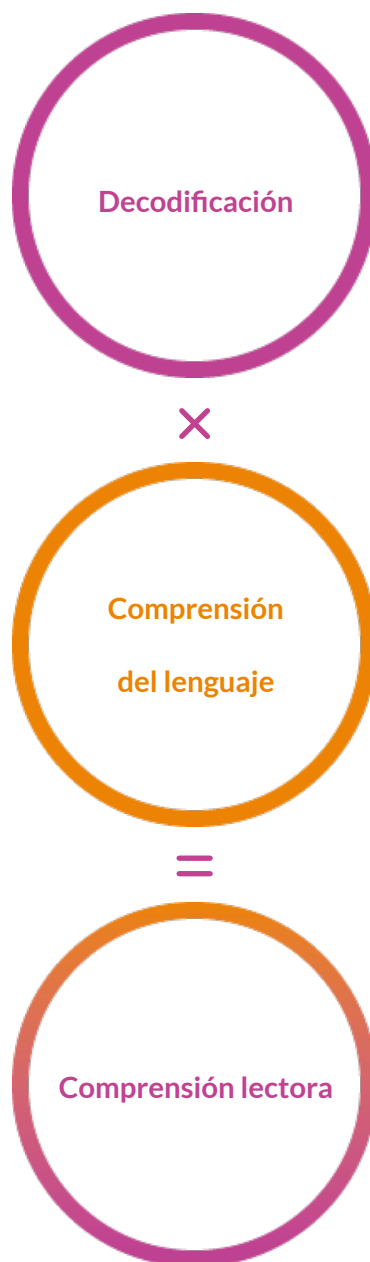 Decodificación
×
Comprensión
del lenguaje
=
Comprensión lectora